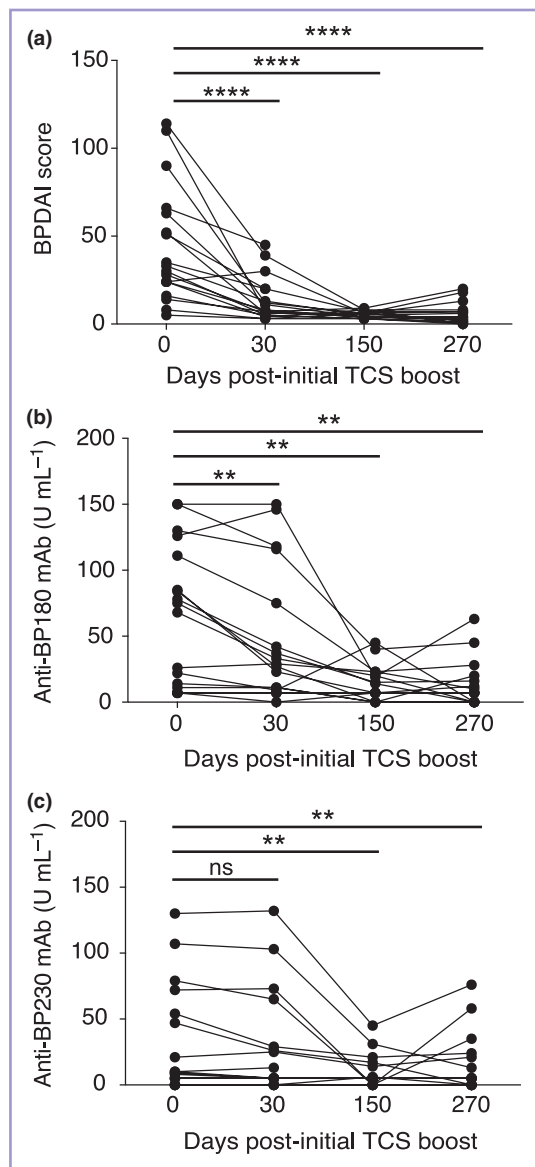 (a)
****
****
****
150
100
50
0
BPDAI score
0 30 150 270
Days post-initial TCS boost
(b)
**
**
**
200
150
100
50
0
Anti-BP180 mAb (U mL⁻¹)
0 30 150 270
Days post-initial TCS boost
(c)
**
**
ns
200
150
100
50
0
Anti-BP230 mAb (U mL⁻¹)
0 30 150 270
Days post-initial TCS boost